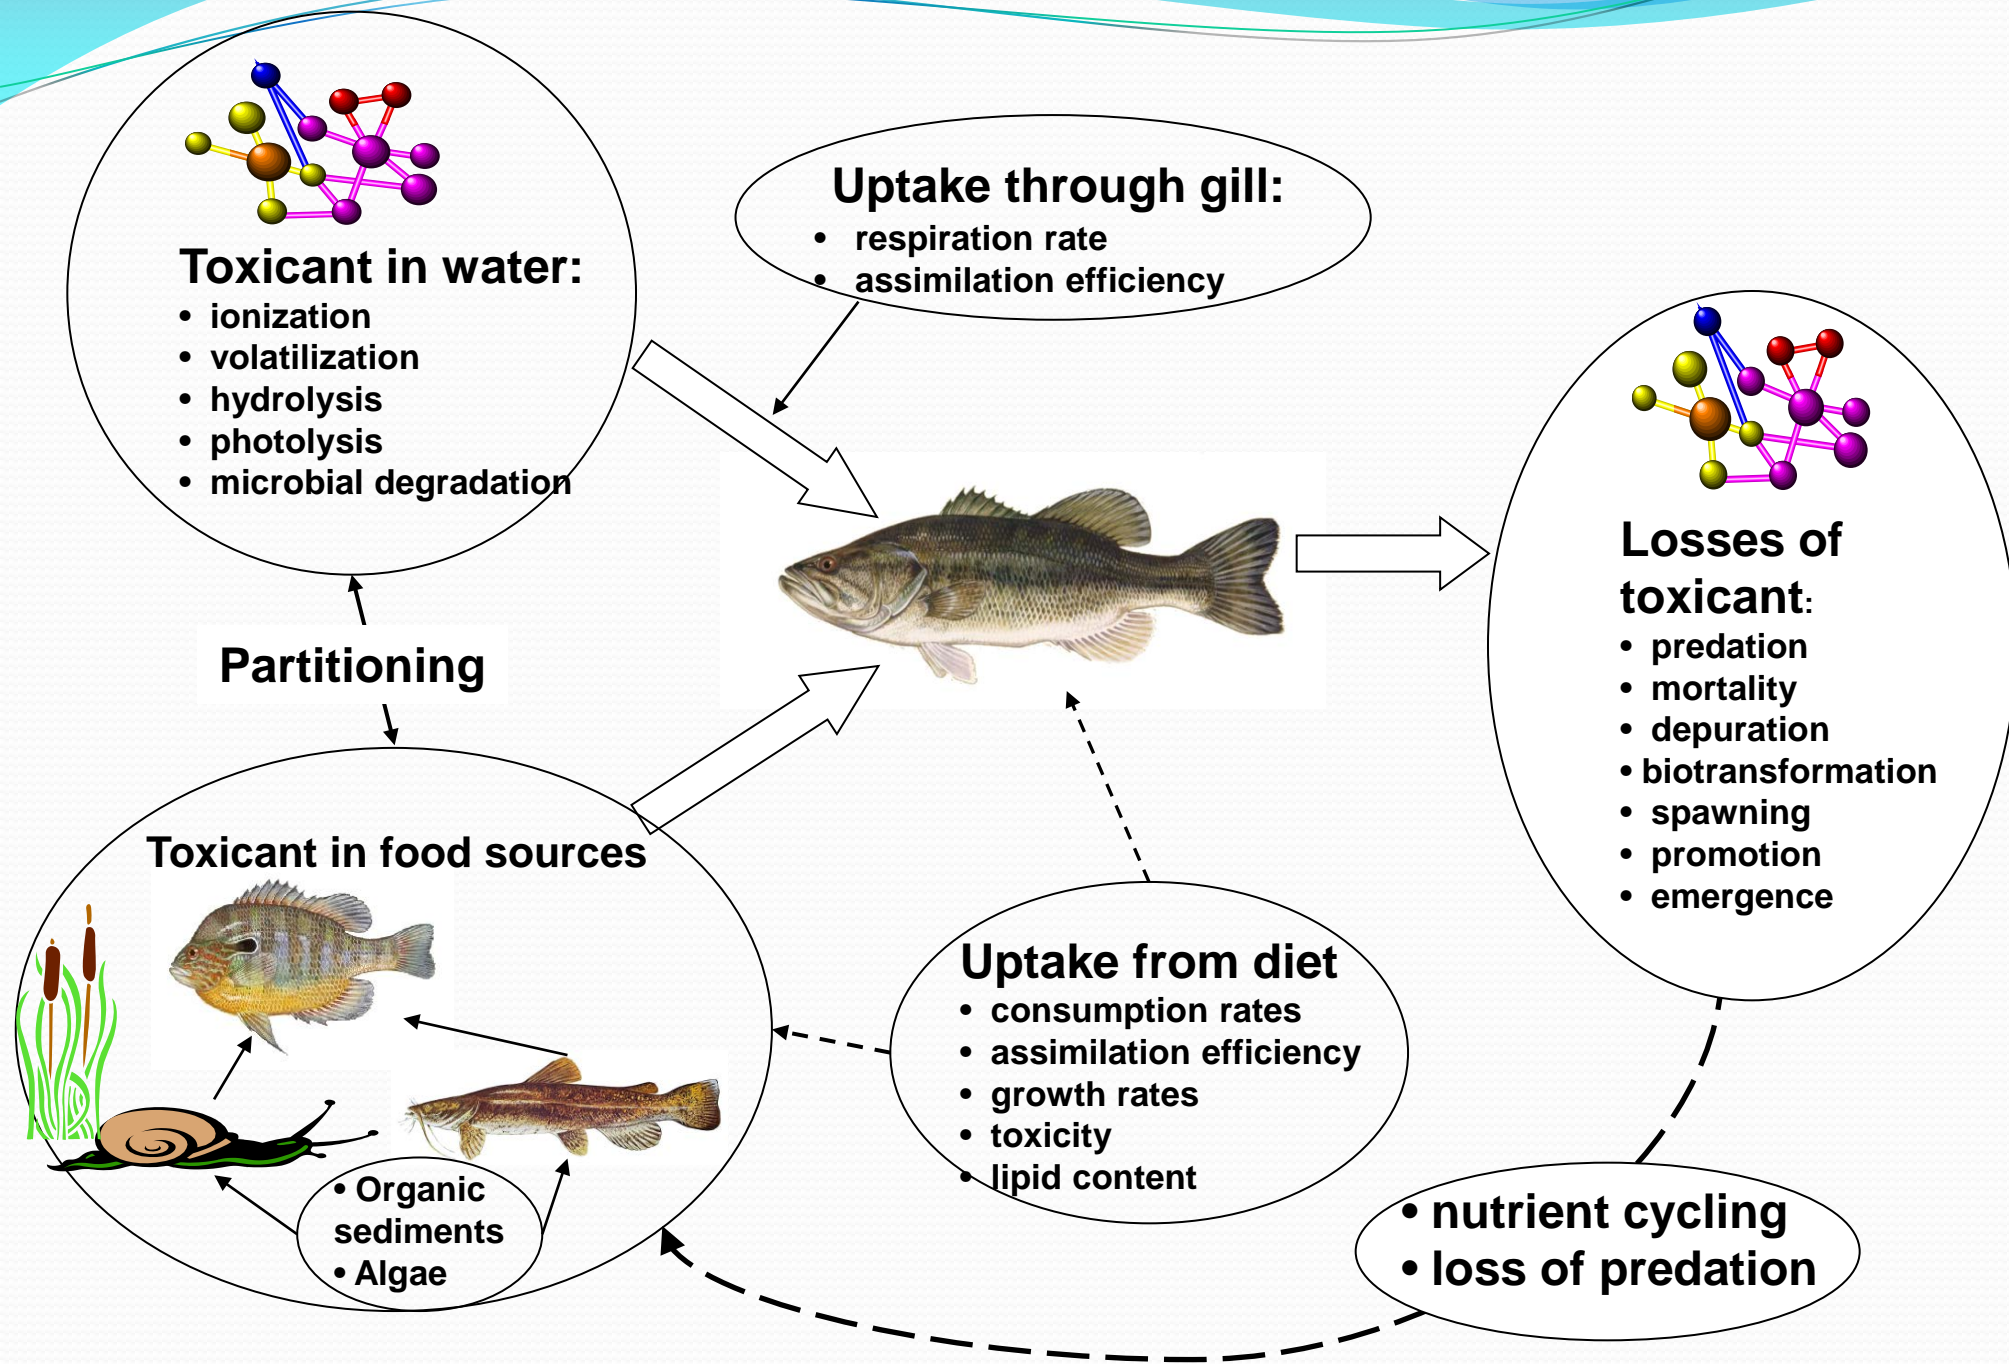 Toxicant in water:
• ionization
• volatilization
• hydrolysis
• photolysis
• microbial degradation
Uptake through gill:
• respiration rate
• assimilation efficiency
Losses of
toxicant:
• predation
• mortality
• depuration
• biotransformation
• spawning
• promotion
• emergence
Partitioning
Toxicant in food sources
• Organic
sediments
• Algae
Uptake from diet
• consumption rates
• assimilation efficiency
• growth rates
• toxicity
• lipid content
• nutrient cycling
• loss of predation